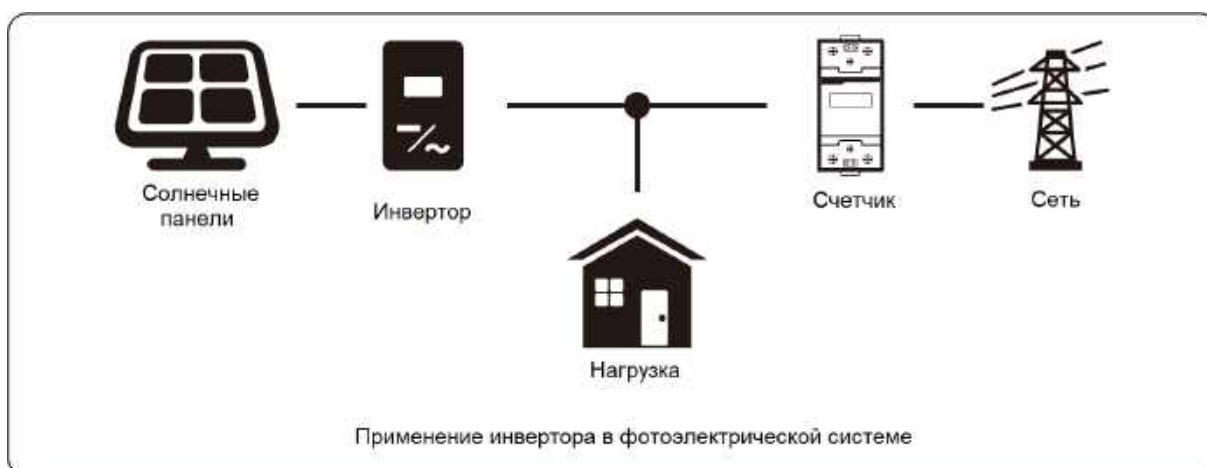 Солнечные
панели
Инвертор
Счетчик
Сеть
Нагрузка
Применение инвертора в фотоэлектрической системе